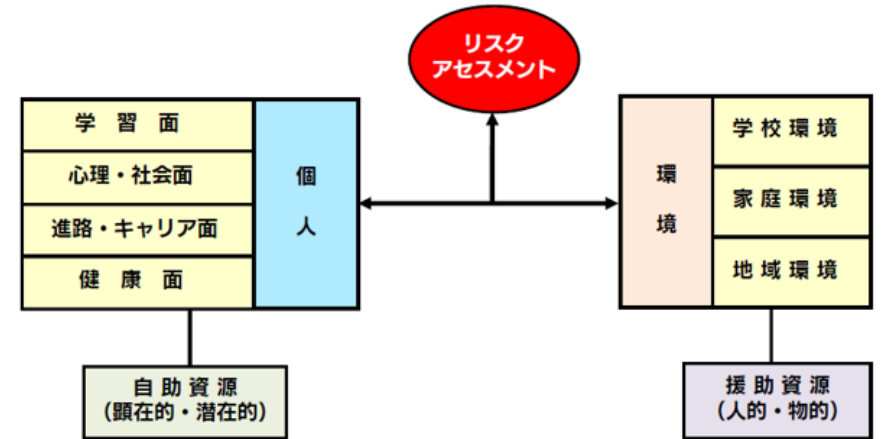 リスク
アセスメント
学習面
心理・社会面
進路・キャリア面
健康面
個人
環境
学校環境
家庭環境
地域環境
自助資源
（顕在的・潜在的）
援助資源
（人的・物的）